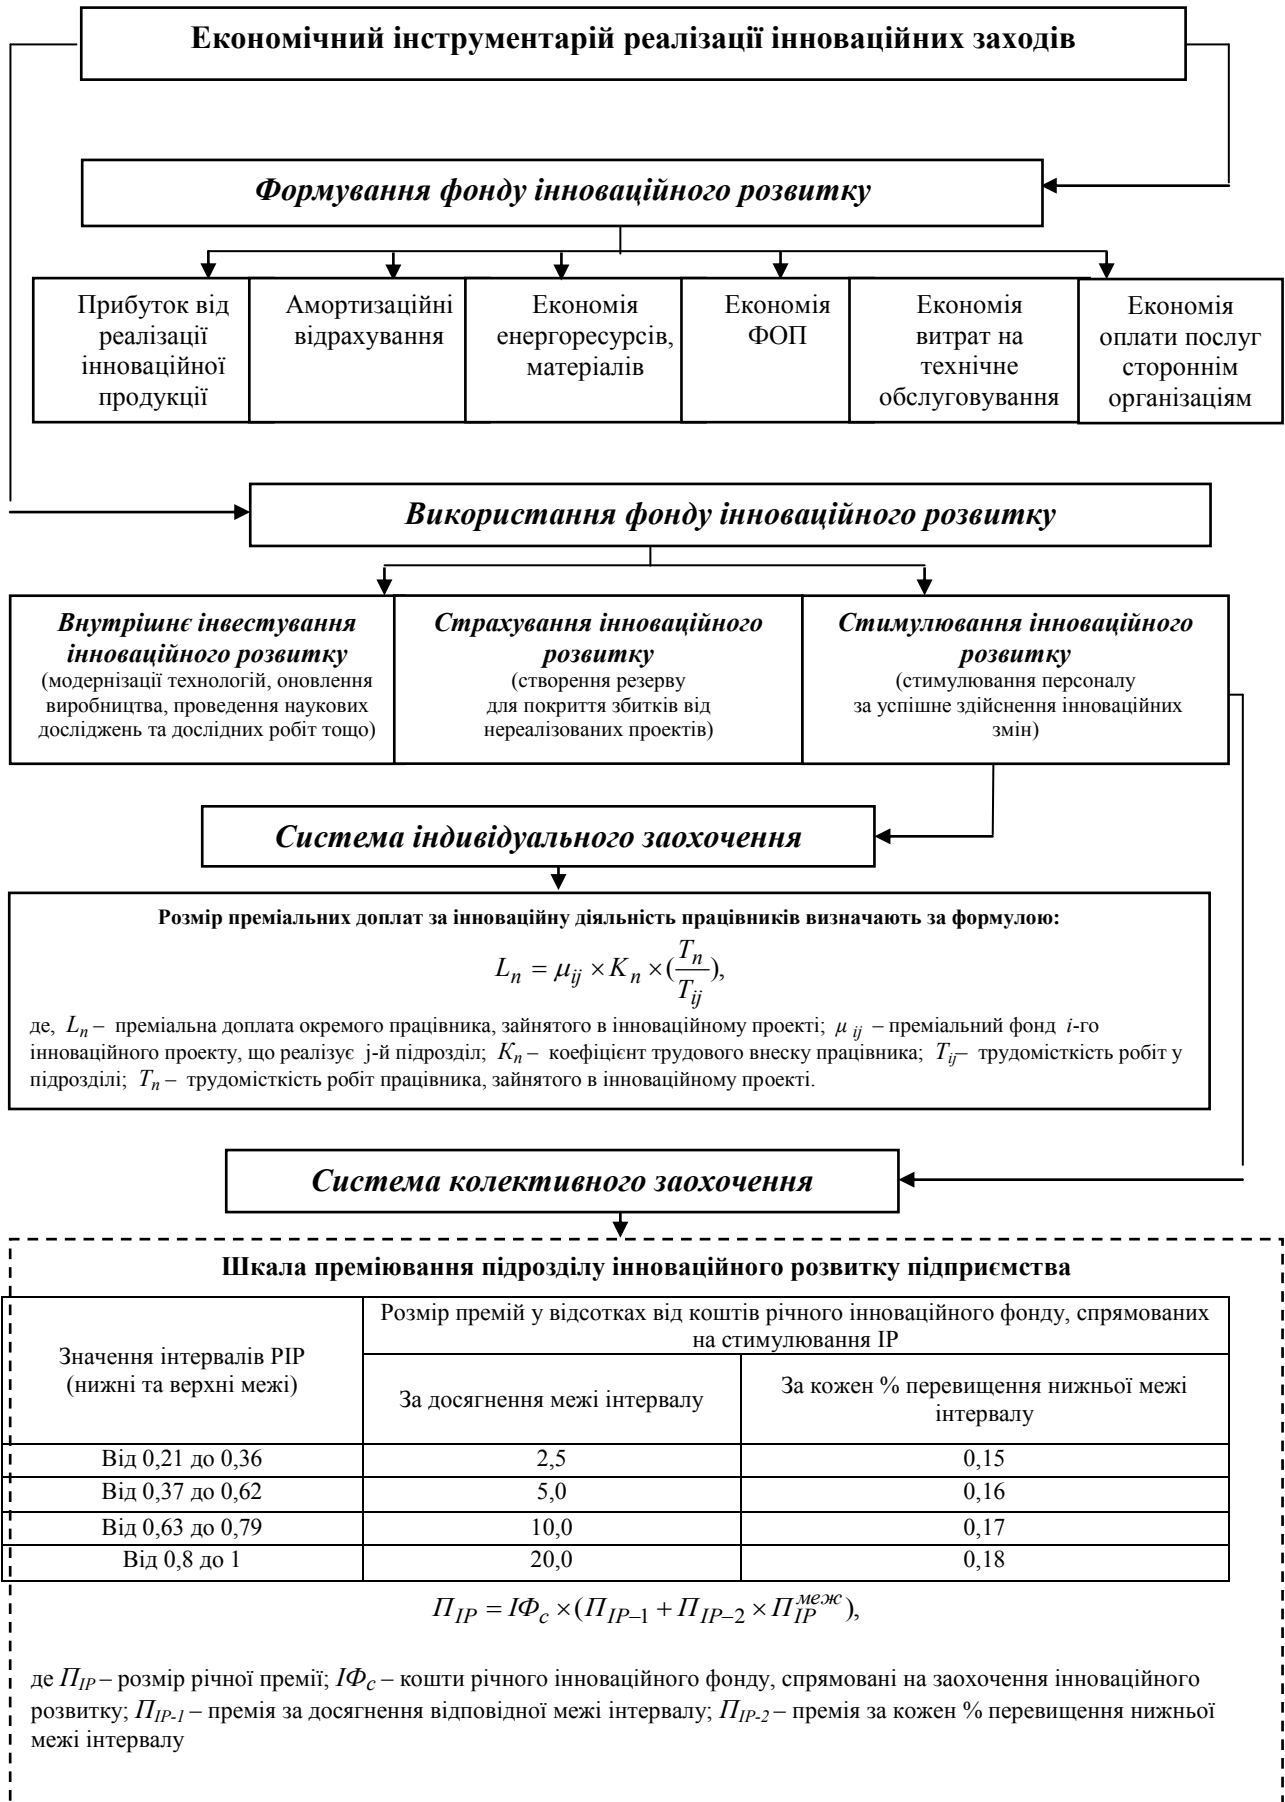 Економічний інструментарій реалізації інноваційних заходів
Формування фонду інноваційного розвитку
Прибуток від
реалізації
інноваційної
продукції
Амортизаційні
відрахування
Економія
енергоресурсів,
матеріалів
Економія
ФОП
Економія
витрат на
технічне
обслуговування
Економія
оплати послуг
стороннім
організаціям
Використання фонду інноваційного розвитку
Внутрішнє інвестування
інноваційного розвитку
(модернізації технологій, оновлення
виробництва, проведення наукових
досліджень та дослідних робіт тощо)
Страхування інноваційного
розвитку
(створення резерву
для покриття збитків від
нереалізованих проектів)
Стимулювання інноваційного
розвитку
(стимулювання персоналу
за успішне здійснення інноваційних
змін)
Система індивідуального заохочення
Розмір преміальних доплат за інноваційну діяльність працівників визначають за формулою:
L_n = μ_ij × K_n × (T_n / T_ij),
де, L_n – преміальна доплата окремого працівника, зайнятого в інноваційному проекті; μ_ij – преміальний фонд i-го
інноваційного проекту, що реалізує j-й підрозділ; K_n – коефіцієнт трудового внеску працівника; T_ij – трудомісткість робіт у
підрозділі; T_n – трудомісткість робіт працівника, зайнятого в інноваційному проекті.
Система колективного заохочення
Шкала преміювання підрозділу інноваційного розвитку підприємства
Значення інтервалів РІР
(нижні та верхні межі)
Розмір премій у відсотках від коштів річного інноваційного фонду, спрямованих
на стимулювання ІР
За досягнення межі інтервалу
За кожен % перевищення нижньої межі
інтервалу
Від 0,21 до 0,36 2,5 0,15
Від 0,37 до 0,62 5,0 0,16
Від 0,63 до 0,79 10,0 0,17
Від 0,8 до 1 20,0 0,18
П_ІР = ІФ_с × (П_ІР–1 + П_ІР–2 × П_ІР^меж),
де П_ІР – розмір річної премії; ІФ_с – кошти річного інноваційного фонду, спрямовані на заохочення інноваційного
розвитку; П_ІР-1 – премія за досягнення відповідної межі інтервалу; П_ІР-2 – премія за кожен % перевищення нижньої
межі інтервалу